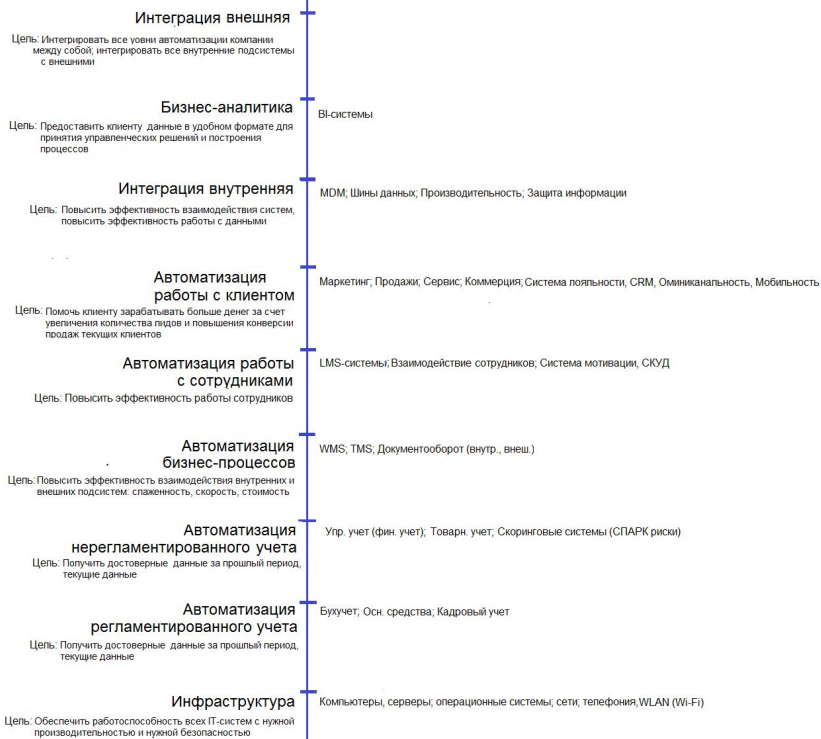 Интеграция внешняя
Цель: Интегрировать все уовни автоматизации компании
между собой; интегрировать все внутренние подсистемы
с внешними
Бизнес-аналитика
BI-системы
Цель: Предоставить клиенту данные в удобном формате для
принятия управленческих решений и построения
процессов
Интеграция внутренняя
MDM; Шины данных; Производительность; Защита информации
Цель: Повысить эффективность взаимодействия систем,
повысить эффективность работы с данными
Автоматизация
работы с клиентом
Маркетинг; Продажи; Сервис; Коммерция; Система лояльности, CRM, Оминиканальность, Мобильность
Цель: Помочь клиенту зарабатывать больше денег за счет
увеличения количества лидов и повышения конверсии
продаж текущих клиентов
Автоматизация работы
с сотрудниками
LMS-системы; Взаимодействие сотрудников; Система мотивации, СКУД
Цель: Повысить эффективность работы сотрудников
Автоматизация
бизнес-процессов
WMS; TMS; Документооборот (внутр., внеш.)
Цель: Повысить эффективность взаимодействия внутренних и
внешних подсистем: слаженность, скорость, стоимость
Автоматизация
нерегламентированного учета
Упр. учет (фин. учет); Товарн. учет; Скоринговые системы (СПАРК риски)
Цель: Получить достоверные данные за прошлый период,
текущие данные
Автоматизация
регламентированного учета
Бухучет; Осн. средства; Кадровый учет
Цель: Получить достоверные данные за прошлый период,
текущие данные
Инфраструктура
Компьютеры, серверы; операционные системы; сети; телефония,WLAN (Wi-Fi)
Цель: Обеспечить работоспособность всех IT-систем с нужной
производительностью и нужной безопасностью